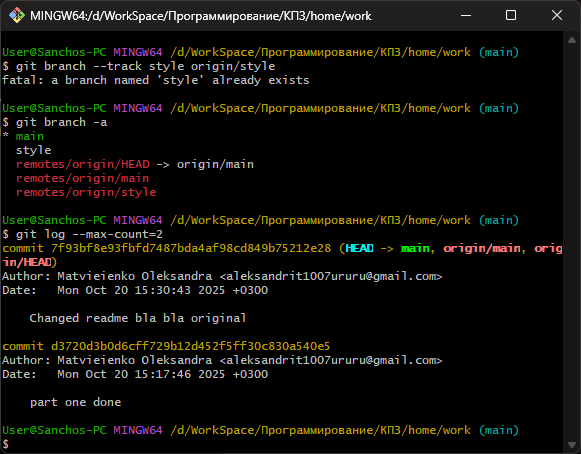 MINGW64:/d/WorkSpace/Программирование/КПЗ/home/work
User@Sanchos-PC MINGW64 /d/WorkSpace/Программирование/КПЗ/home/work (main)
$ git branch --track style origin/style
fatal: a branch named 'style' already exists
User@Sanchos-PC MINGW64 /d/WorkSpace/Программирование/КПЗ/home/work (main)
$ git branch -a
* main
style
remotes/origin/HEAD -> origin/main
remotes/origin/main
remotes/origin/style
User@Sanchos-PC MINGW64 /d/WorkSpace/Программирование/КПЗ/home/work (main)
$ git log --max-count=2
commit 7f93bf8e93fbfd7487bda4af98cd849b75212e28 (HEAD -> main, origin/main, orig
in/HEAD)
Author: Matvieienko Oleksandra <aleksandrit1007ururu@gmail.com>
Date:   Mon Oct 20 15:30:43 2025 +0300
Changed readme bla bla original
commit d3720d3b0d6cff729b12d452f5ff30c830a540e5
Author: Matvieienko Oleksandra <aleksandrit1007ururu@gmail.com>
Date:   Mon Oct 20 15:17:46 2025 +0300
part one done
User@Sanchos-PC MINGW64 /d/WorkSpace/Программирование/КПЗ/home/work (main)
$